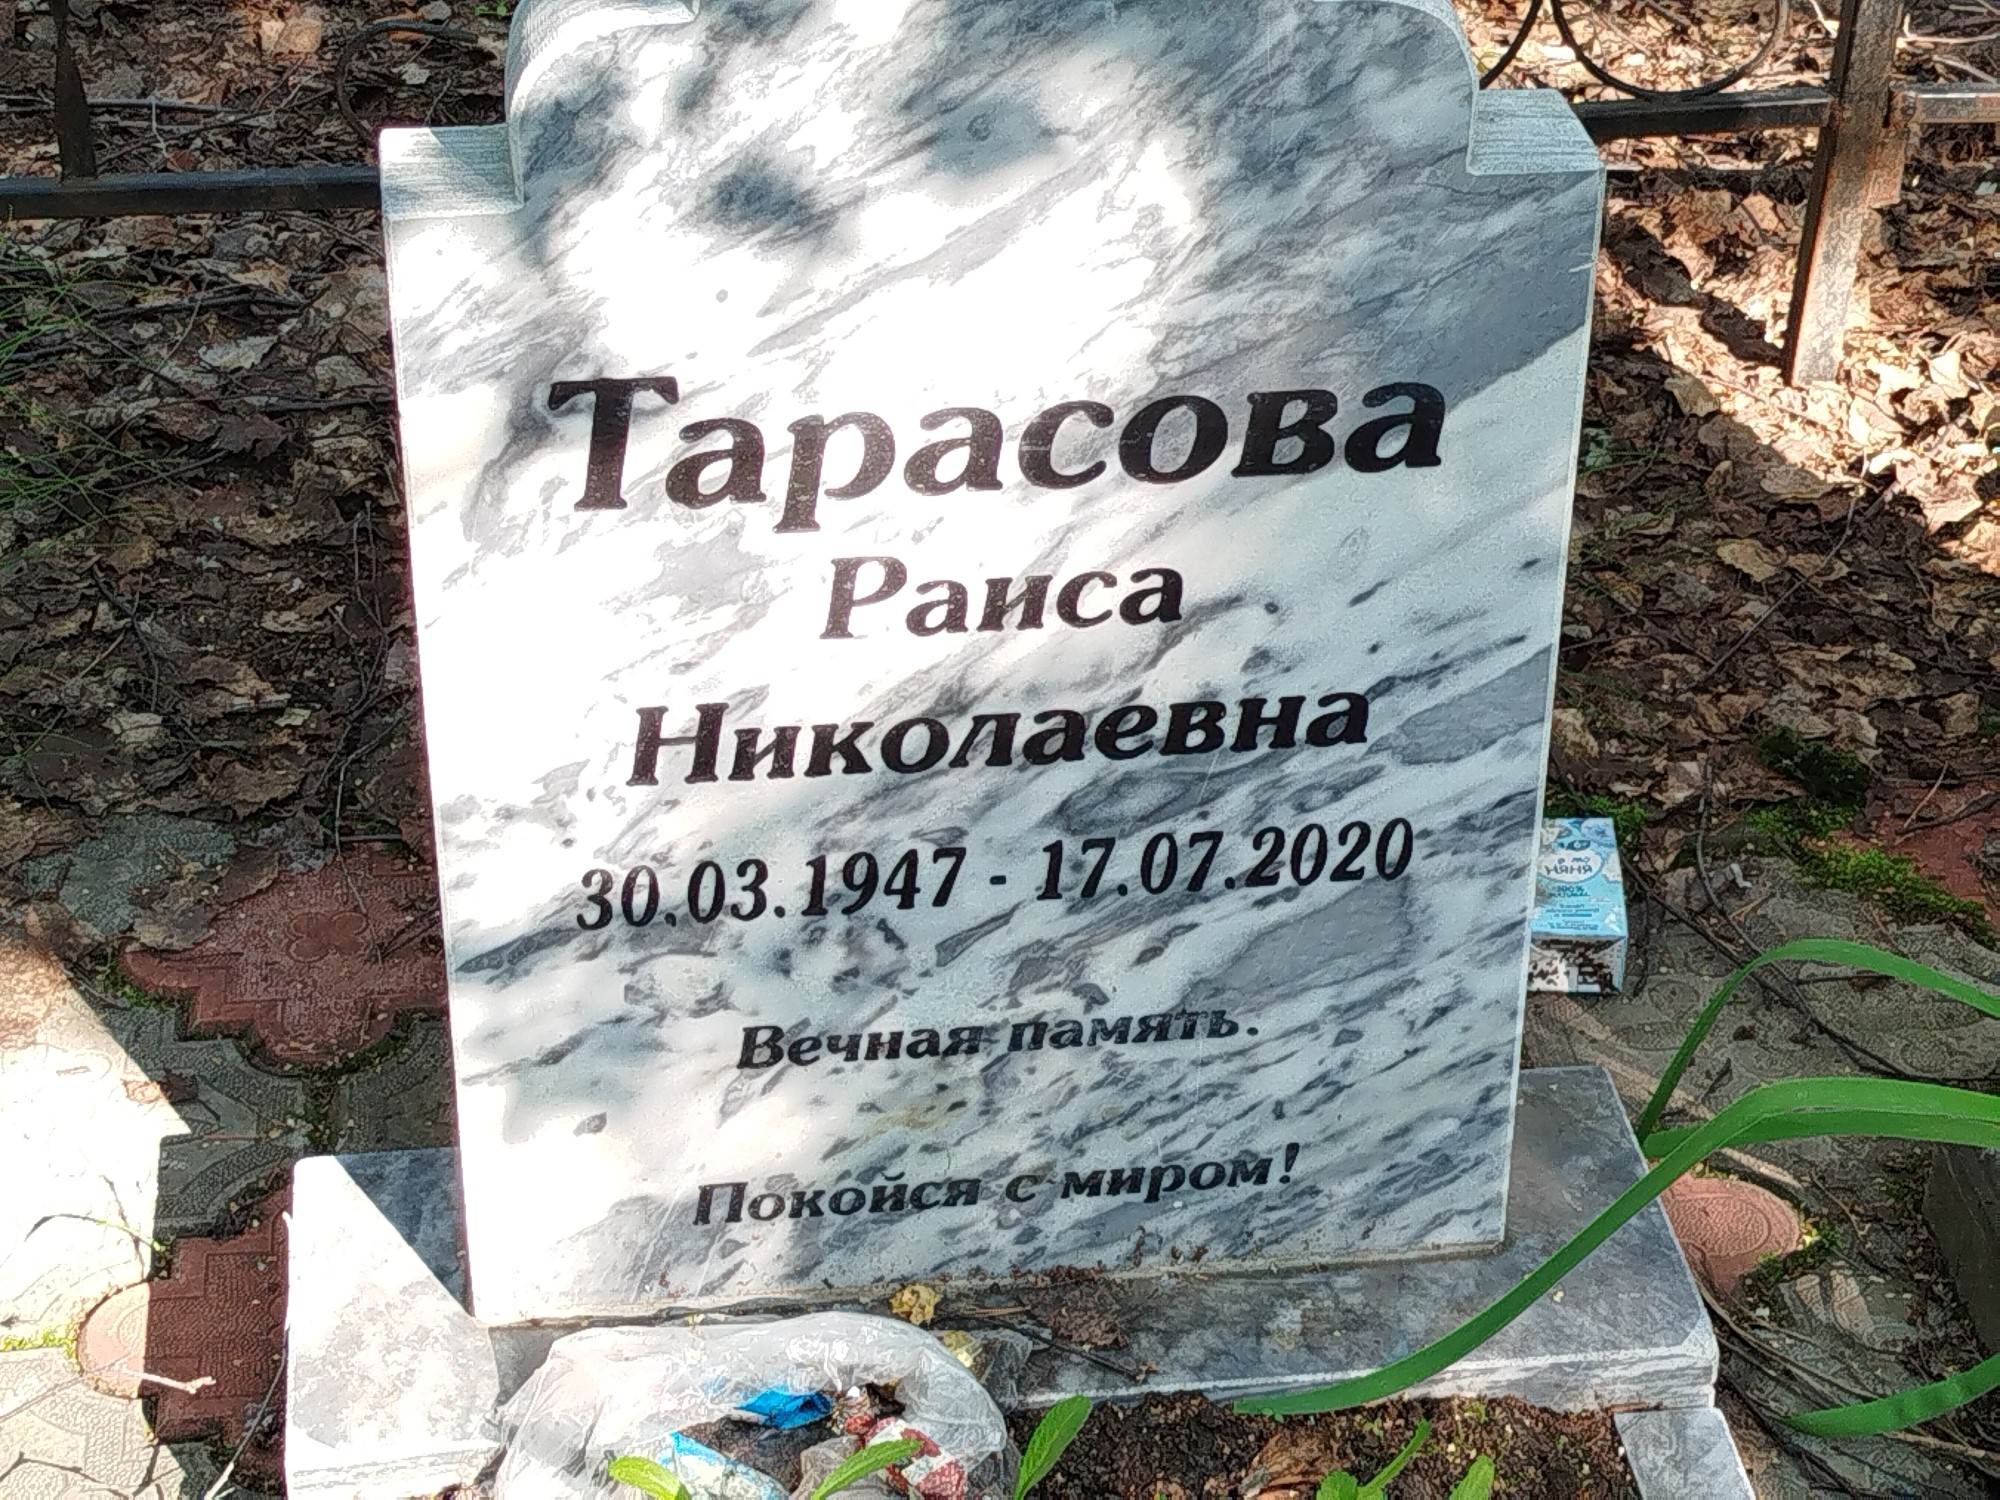 Тарасова
Раиса
Николаевна
30.03.1947 - 17.07.2020
Вечная память.
Покойся с миром!